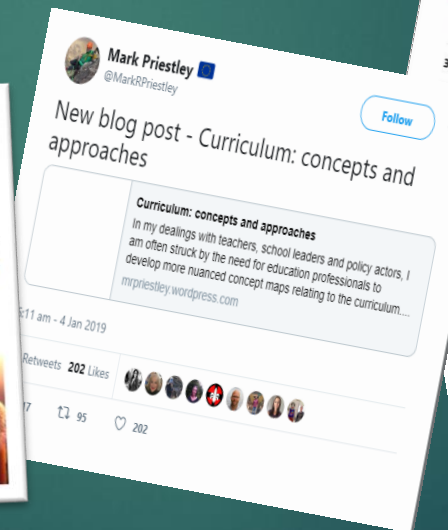 Mark Priestley 🇪🇺
@MarkRPriestley
Follow
New blog post - Curriculum: concepts and
approaches
Curriculum: concepts and approaches
In my dealings with teachers, school leaders and policy actors, I
am often struck by the need for education professionals to
develop more nuanced concept maps relating to the curriculum....
mrpriestley.wordpress.com
:11 am - 4 Jan 2019
Retweets 202 Likes
95 202